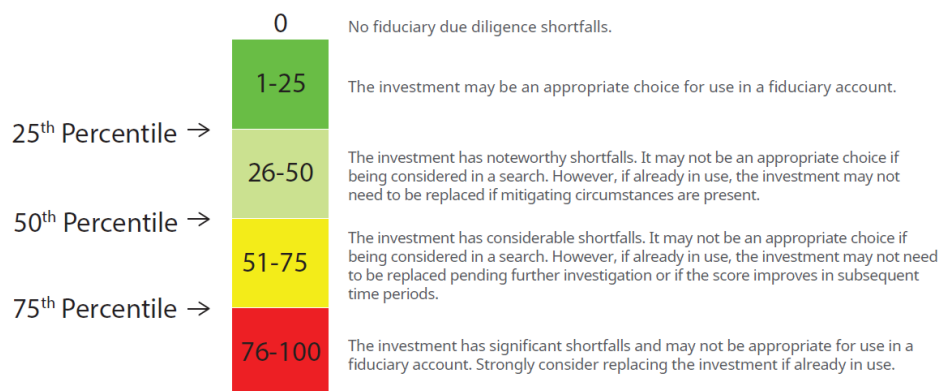 0
No fiduciary due diligence shortfalls.
1-25
The investment may be an appropriate choice for use in a fiduciary account.
25th Percentile →
26-50
The investment has noteworthy shortfalls. It may not be an appropriate choice if
being considered in a search. However, if already in use, the investment may not
need to be replaced if mitigating circumstances are present.
50th Percentile →
51-75
The investment has considerable shortfalls. It may not be an appropriate choice if
being considered in a search. However, if already in use, the investment may not need
to be replaced pending further investigation or if the score improves in subsequent
time periods.
75th Percentile →
76-100
The investment has significant shortfalls and may not be appropriate for use in a
fiduciary account. Strongly consider replacing the investment if already in use.